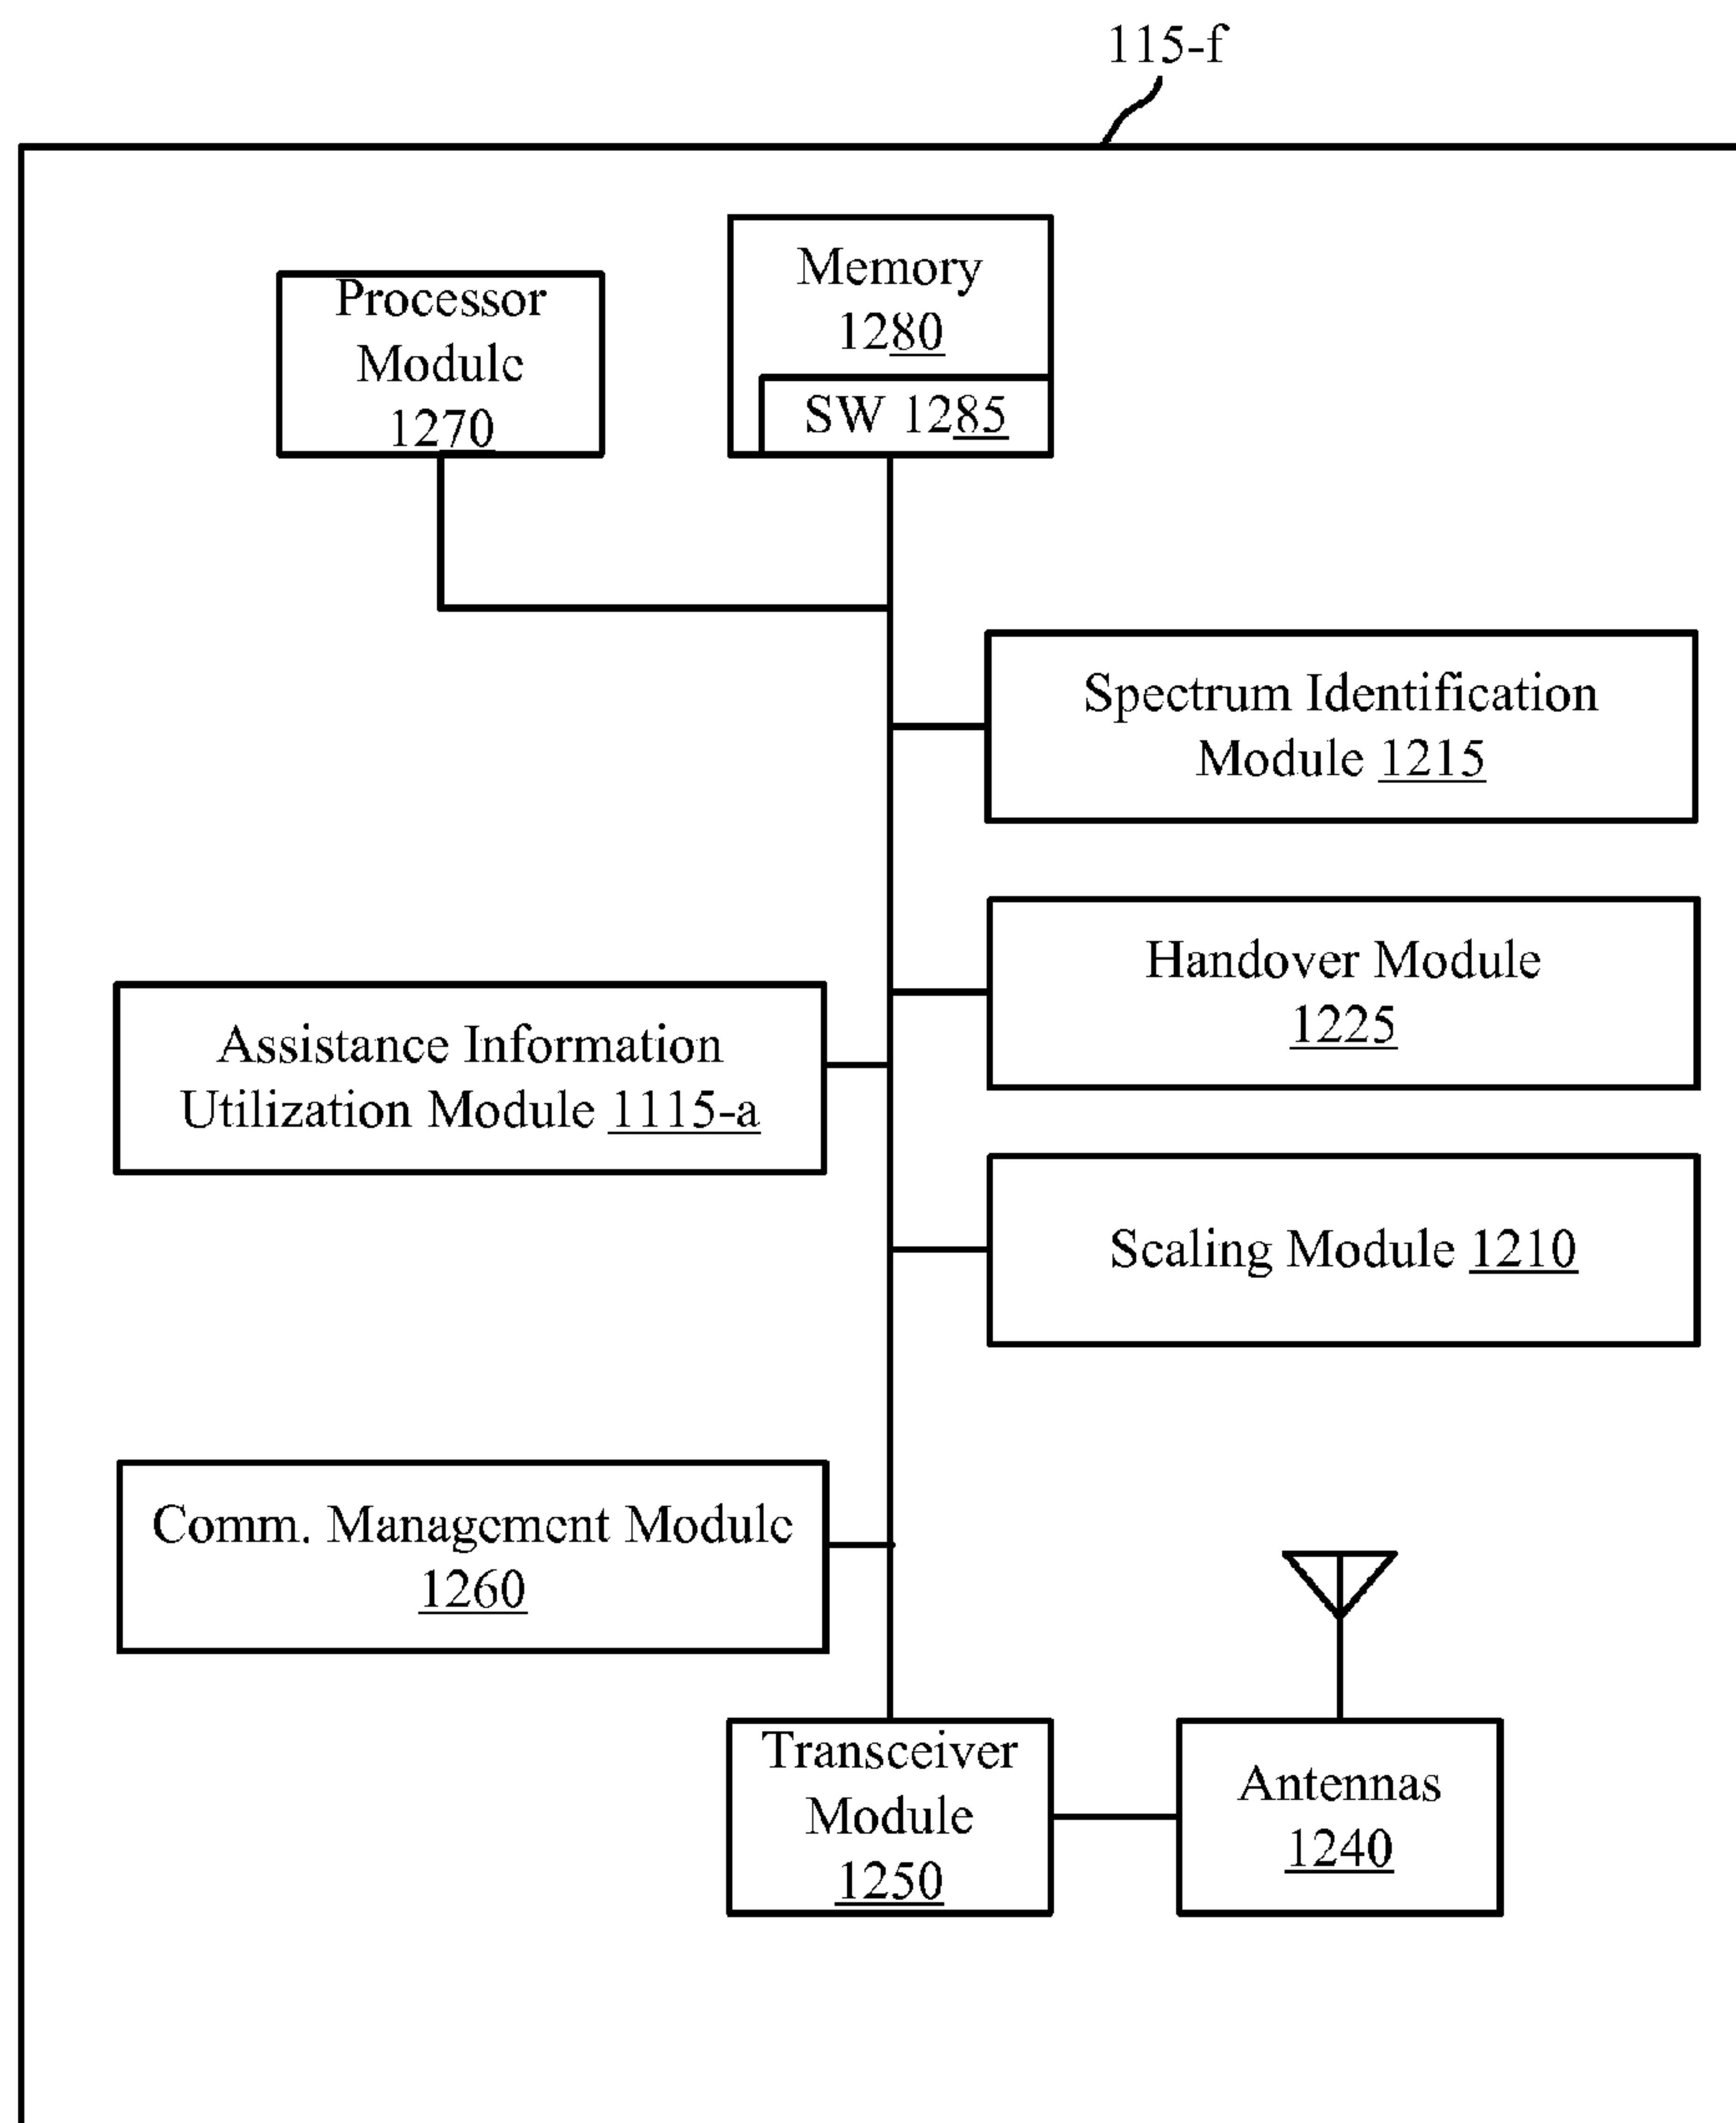 115-f
Processor
Module
1270
Memory
1280
SW 1285
Spectrum Identification
Module 1215
Handover Module
1225
Assistance Information
Utilization Module 1115-a
Scaling Module 1210
Comm. Management Module
1260
Transceiver
Module
1250
Antennas
1240